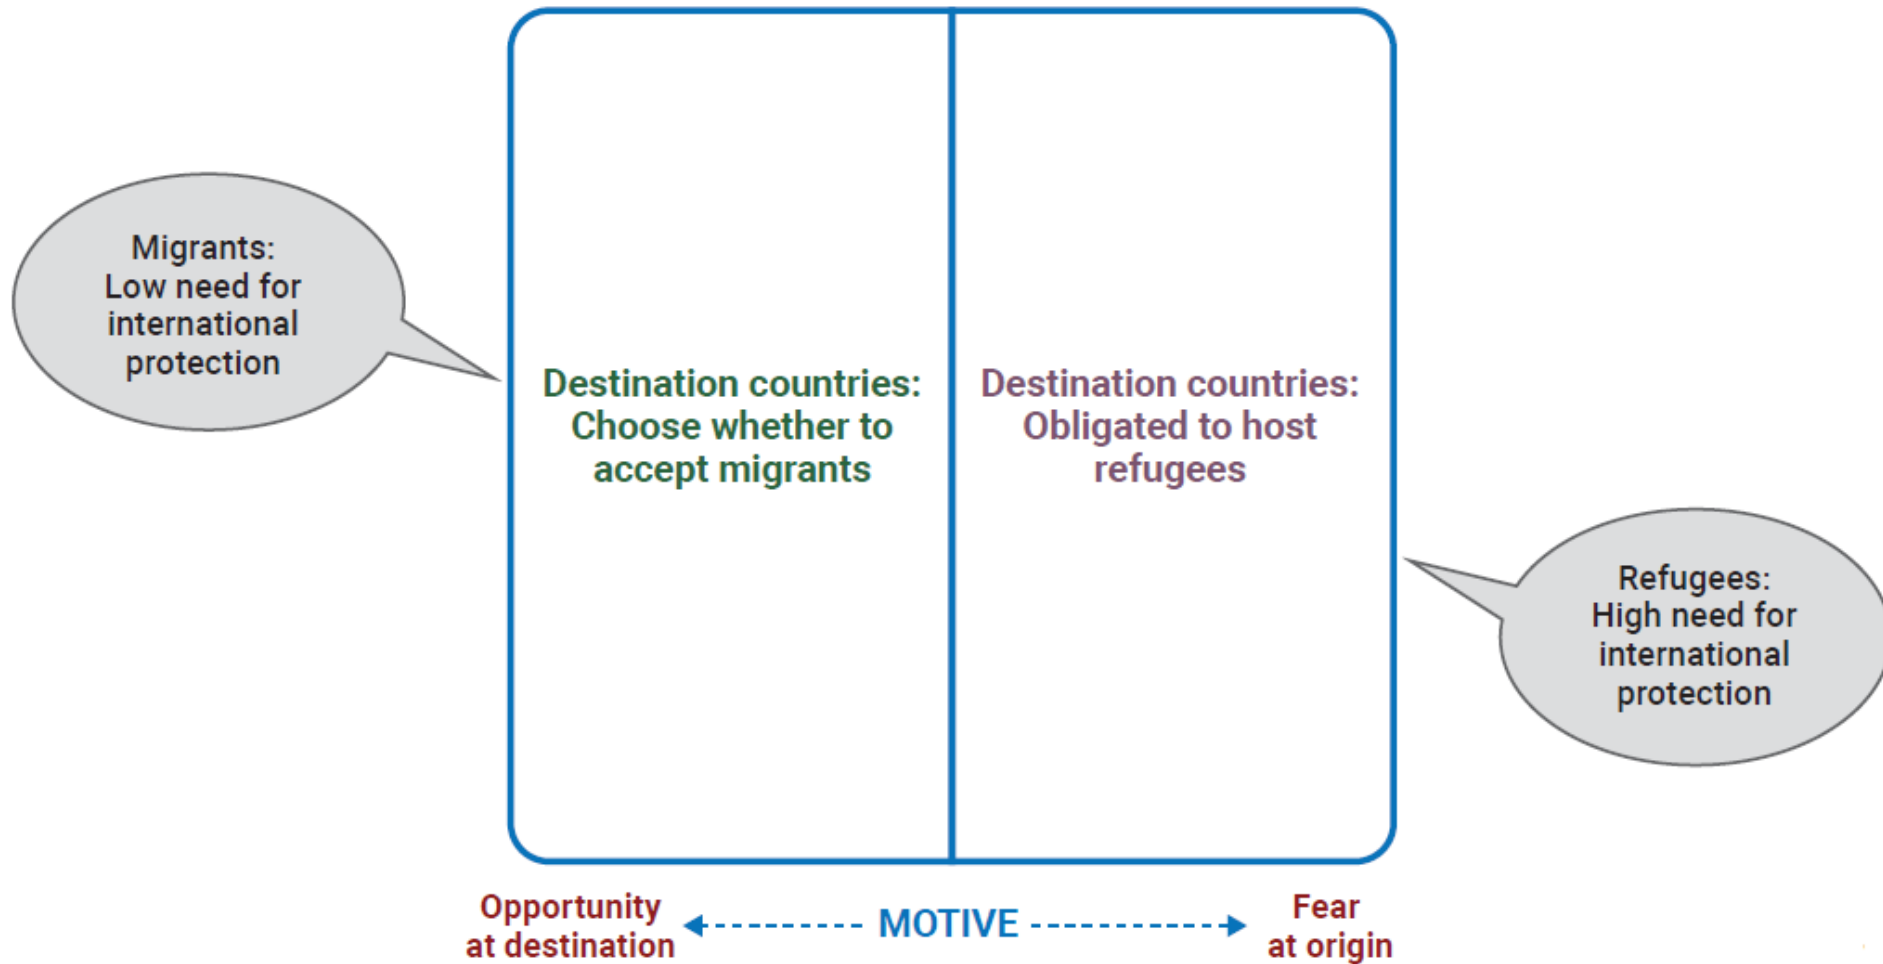 Migrants:
Low need for
international
protection
Destination countries:
Choose whether to
accept migrants
Destination countries:
Obligated to host
refugees
Refugees:
High need for
international
protection
Opportunity
at destination
MOTIVE
Fear
at origin